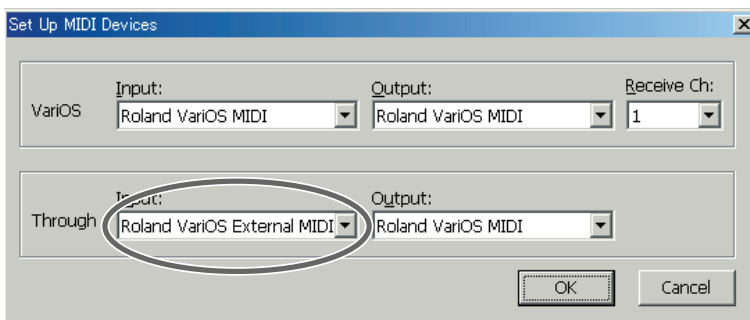 Set Up MIDI Devices
Input: Output: Receive Ch:
VariOS Roland VariOS MIDI Roland VariOS MIDI 1
Input: Output:
Through Roland VariOS External MIDI Roland VariOS MIDI
OK Cancel